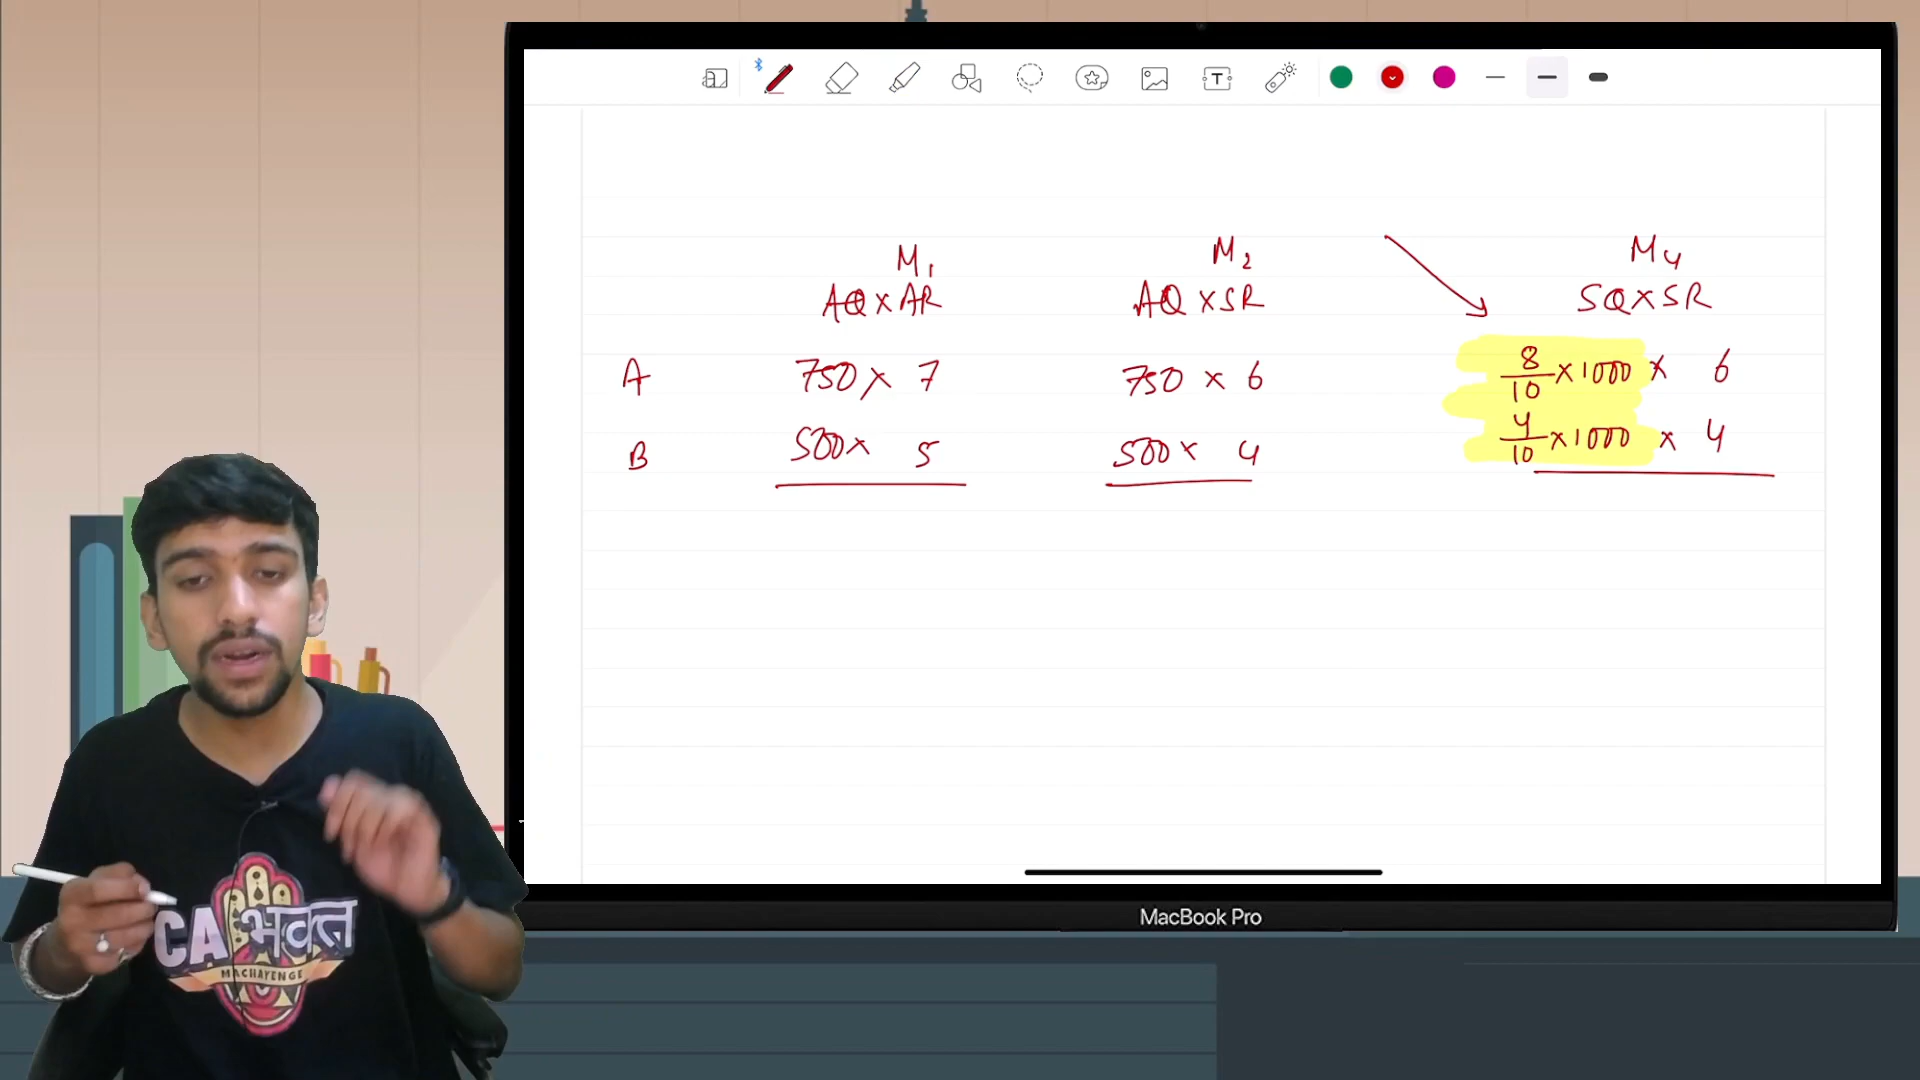 M₁ M₂ M₄
AQ x AR AQ x SR SQ x SR
A 750 x 7 750 x 6 8/10 x 1000 x 6
B 500 x 5 500 x 4 4/10 x 1000 x 4
CA भक्त
MACHAYENGE
MacBook Pro